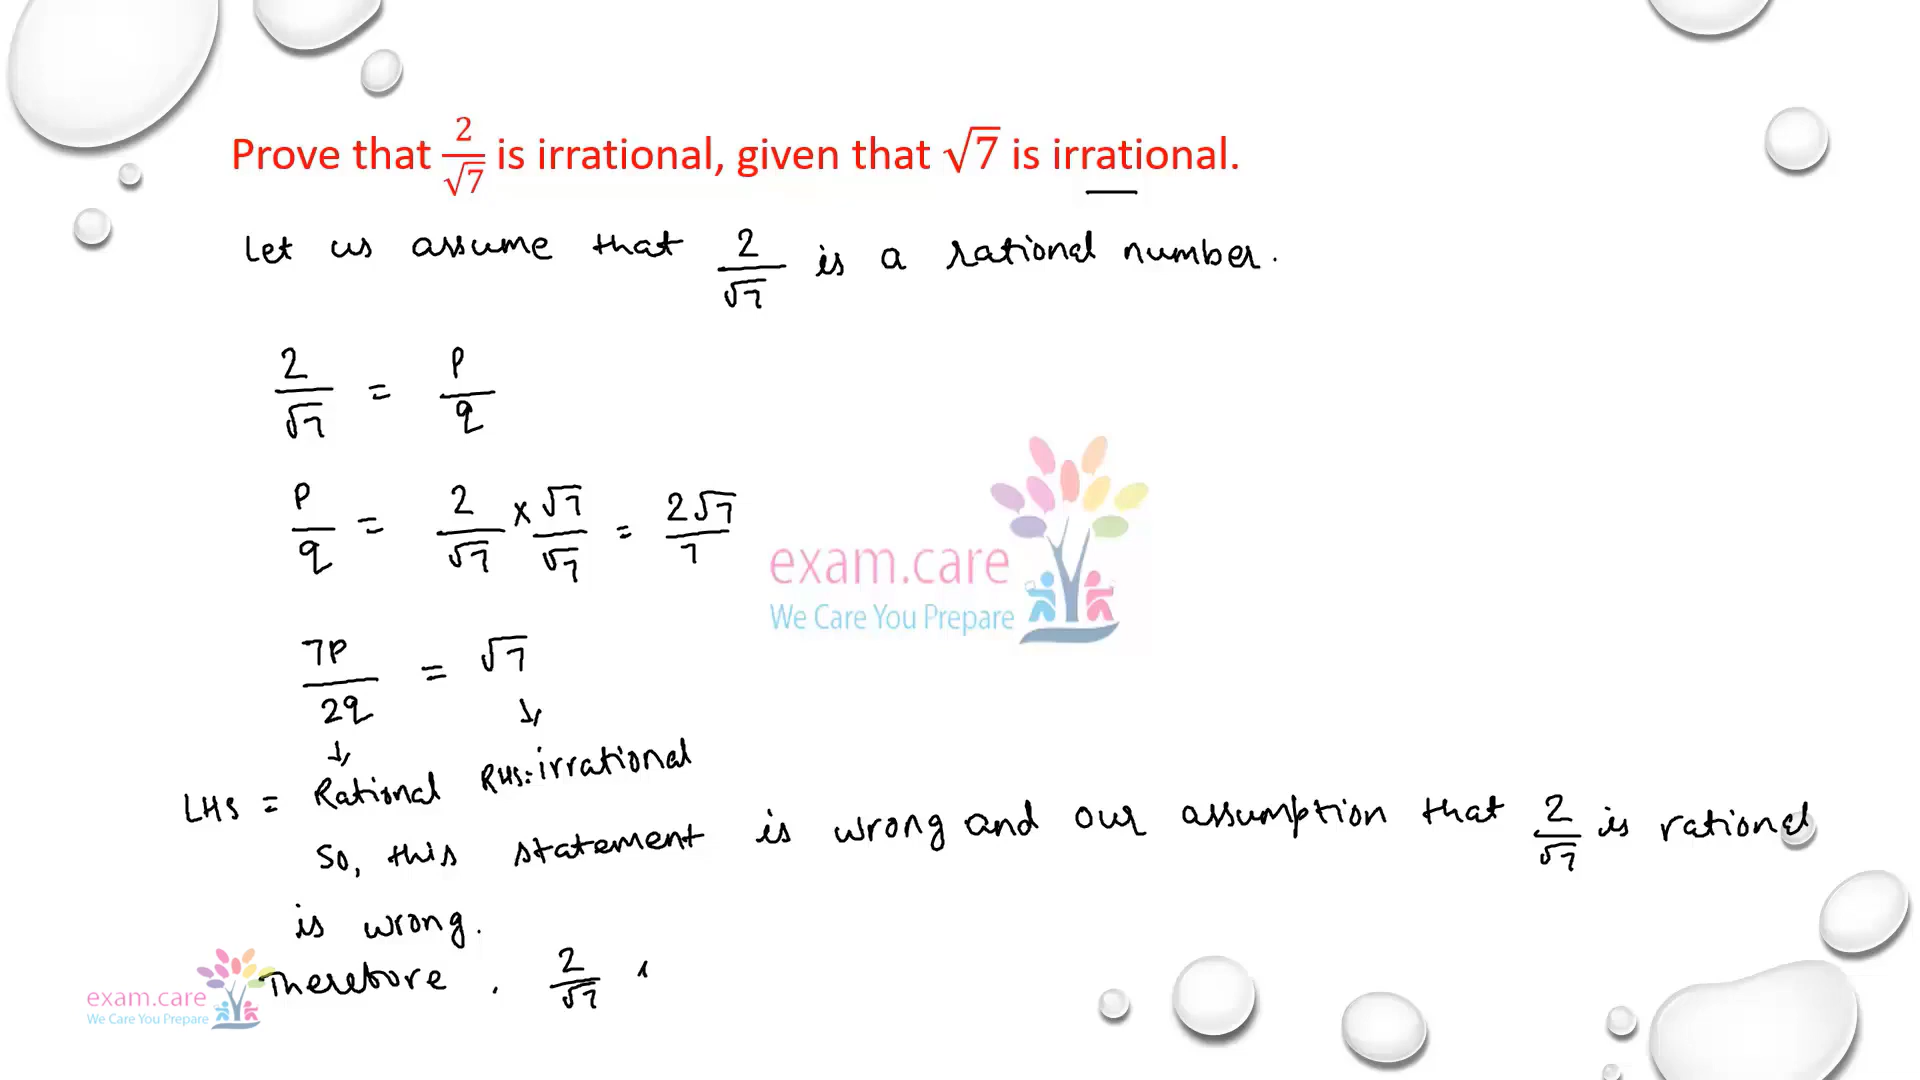 Prove that 2/√7 is irrational, given that √7 is irrational.
Let us assume that 2/√7 is a rational number.
2/√7 = P/q
P/q = 2/√7 × √7/√7 = 2√7/7
7P/2q = √7
↓ ↓
LHS = Rational RHS = irrational
So, this statement is wrong and our assumption that 2/√7 is rational
is wrong.
Therefore, 2/√7
exam.care
We Care You Prepare
exam.care
We Care You Prepare